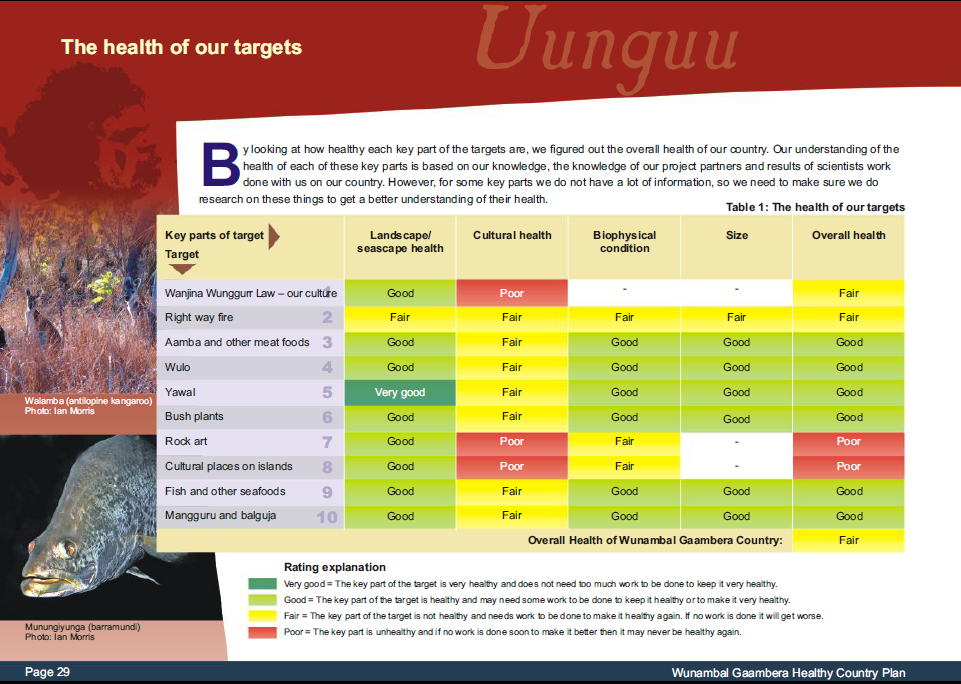 The health of our targets
Uunguu
By looking at how healthy each key part of the targets are, we figured out the overall health of our country. Our understanding of the
health of each of these key parts is based on our knowledge, the knowledge of our project partners and results of scientists work
done with us on our country. However, for some key parts we do not have a lot of information, so we need to make sure we do
research on these things to get a better understanding of their health.
Table 1: The health of our targets
Key parts of target Landscape/ seascape health Cultural health Biophysical condition Size Overall health
Target
Wanjina Wunggurr Law – our culture 1 Good Poor - - Fair
Right way fire 2 Fair Fair Fair Fair Fair
Aamba and other meat foods 3 Good Fair Good Good Good
Wulo 4 Good Fair Good Good Good
Yawal 5 Very good Fair Good Good Good
Bush plants 6 Good Fair Good Good Good
Rock art 7 Good Poor Fair - Poor
Cultural places on islands 8 Good Poor Fair - Poor
Fish and other seafoods 9 Good Fair Good Good Good
Mangguru and balguja 10 Good Fair Good Good Good
Overall Health of Wunambal Gaambera Country: Fair
Walamba (antilopine kangaroo)
Photo: Ian Morris
Rating explanation
Very good = The key part of the target is very healthy and does not need too much work to be done to keep it very healthy.
Good = The key part of the target is healthy and may need some work to be done to keep it healthy or to make it very healthy.
Fair = The key part of the target is not healthy and needs work to be done to make it healthy again. If no work is done it will get worse.
Poor = The key part is unhealthy and if no work is done soon to make it better then it may never be healthy again.
Munungiyunga (barramundi)
Photo: Ian Morris
Page 29
Wunambal Gaambera Healthy Country Plan